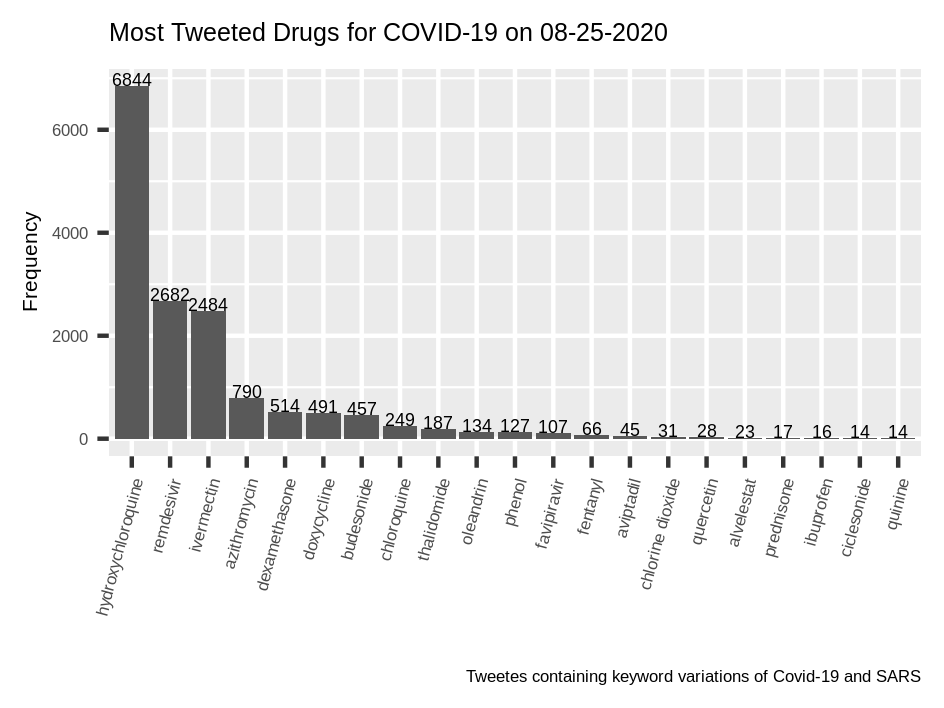 Most Tweeted Drugs for COVID-19 on 08-25-2020
Frequency
6000
4000
2000
0
6844
2682
2484
790
514
491
457
249
187
134
127
107
66
45
31
28
23
17
16
14
14
hydroxychloroquine
remdesivir
ivermectin
azithromycin
dexamethasone
doxycycline
budesonide
chloroquine
thalidomide
oleandrin
phenol
favipiravir
fentanyl
aviptadil
chlorine dioxide
quercetin
alvelestat
prednisone
ibuprofen
ciclesonide
quinine
Tweetes containing keyword variations of Covid-19 and SARS